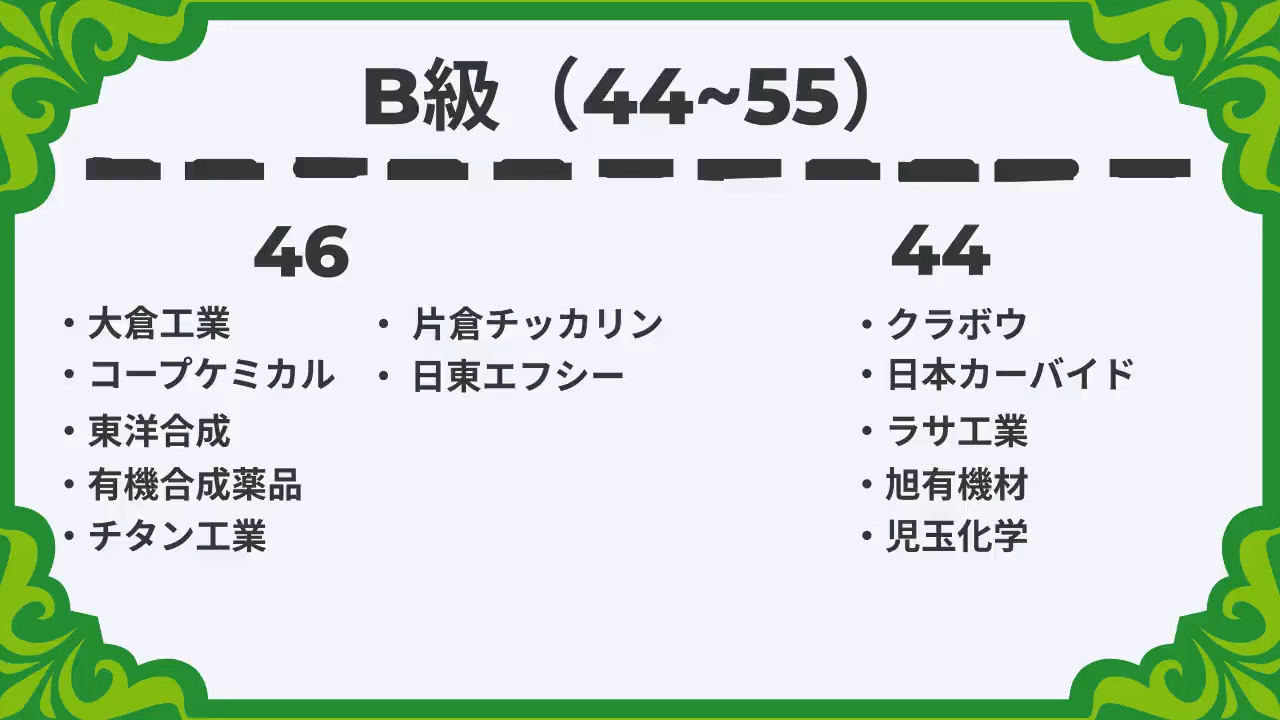 B級（44~55）
46
・大倉工業
・コープケミカル
・東洋合成
・有機合成薬品
・チタン工業
・片倉チッカリン
・日東エフシー
44
・クラボウ
・日本カーバイド
・ラサ工業
・旭有機材
・児玉化学